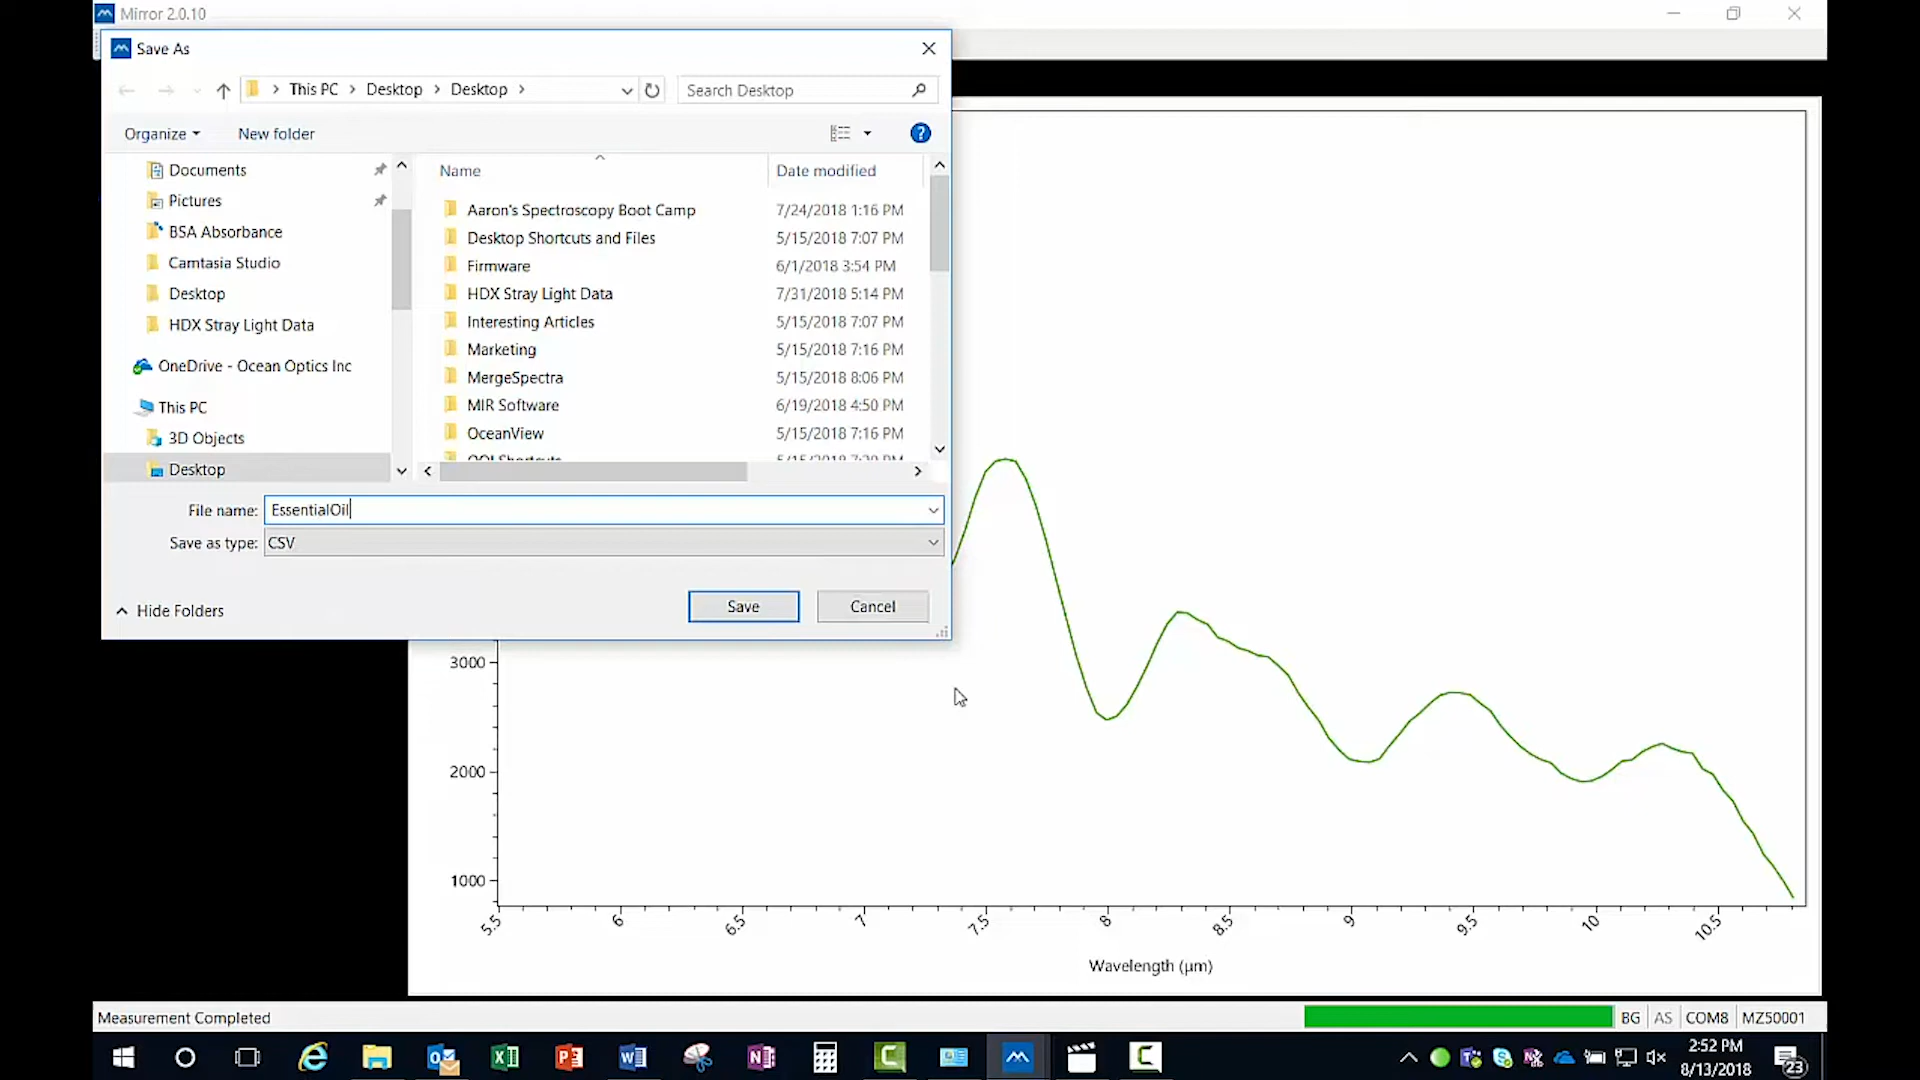 Mirror 2.0.10
Save As
This PC > Desktop > Desktop >
Search Desktop
Organize
New folder
Name
Date modified
Documents
Pictures
BSA Absorbance
Camtasia Studio
Desktop
HDX Stray Light Data
OneDrive - Ocean Optics Inc
This PC
3D Objects
Desktop
Aaron's Spectroscopy Boot Camp 7/24/2018 1:16 PM
Desktop Shortcuts and Files 5/15/2018 7:07 PM
Firmware 6/1/2018 3:54 PM
HDX Stray Light Data 7/31/2018 5:14 PM
Interesting Articles 5/15/2018 7:07 PM
Marketing 5/15/2018 7:16 PM
MergeSpectra 5/15/2018 8:06 PM
MIR Software 6/19/2018 4:50 PM
OceanView 5/15/2018 7:16 PM
File name: EssentialOil
Save as type: CSV
Hide Folders
Save
Cancel
3000
2000
1000
5.5 6 6.5 7 7.5 8 8.5 9 9.5 10 10.5
Wavelength (µm)
Measurement Completed
BG AS COM8 MZ50001
2:52 PM
8/13/2018
23